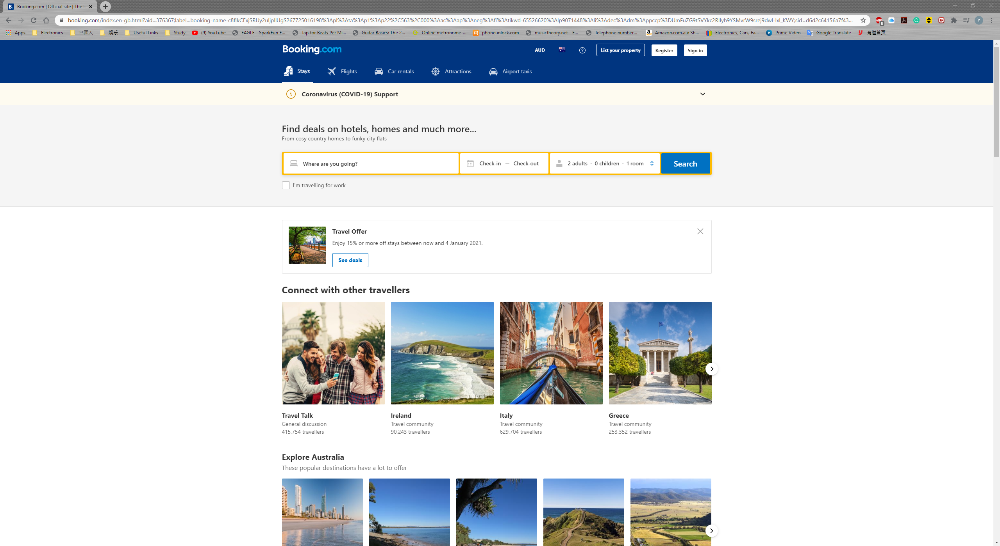 Booking.com | Official site | The b
booking.com/index.en-gb.html?aid=376367;label=booking-name-c8flkCExjSRUy2uIjpIIUgS267725016198%3Apl%3Ata%3Ap1%3Ap22%2C563%2C000%3Aac%3Aap%3Aneg%3Afi%3Atikwd-65526620%3Alp9071448%3Ali%3Adec%3Adm%3Appccp%3DUmFuZG9tSVYkc2RIIyh9YSMvrW9srej9dwI-IxI_KWY;sid=d6d2c64156a7f43...
ABP 8 Y
Apps Electronics 已匯入 娱乐 Useful Links Study (9) YouTube EAGLE - SparkFun E... Tap for Beats Per Mi... Guitar Basics: The 2... Online metronome-... phoneunlock.com musictheory.net - E... Telephone number... Amazon.com.au: Sh... Electronics, Cars, Fa... Prime Video Google Translate 有道首页
Booking.com AUD List your property Register Sign in
Stays Flights Car rentals Attractions Airport taxis
Coronavirus (COVID-19) Support
Find deals on hotels, homes and much more...
From cosy country homes to funky city flats
Where are you going? Check-in — Check-out 2 adults · 0 children · 1 room Search
I'm travelling for work
Travel Offer
Enjoy 15% or more off stays between now and 4 January 2021.
See deals
Connect with other travellers
Travel Talk
General discussion
415,754 travellers
Ireland
Travel community
90,243 travellers
Italy
Travel community
629,704 travellers
Greece
Travel community
253,352 travellers
Explore Australia
These popular destinations have a lot to offer